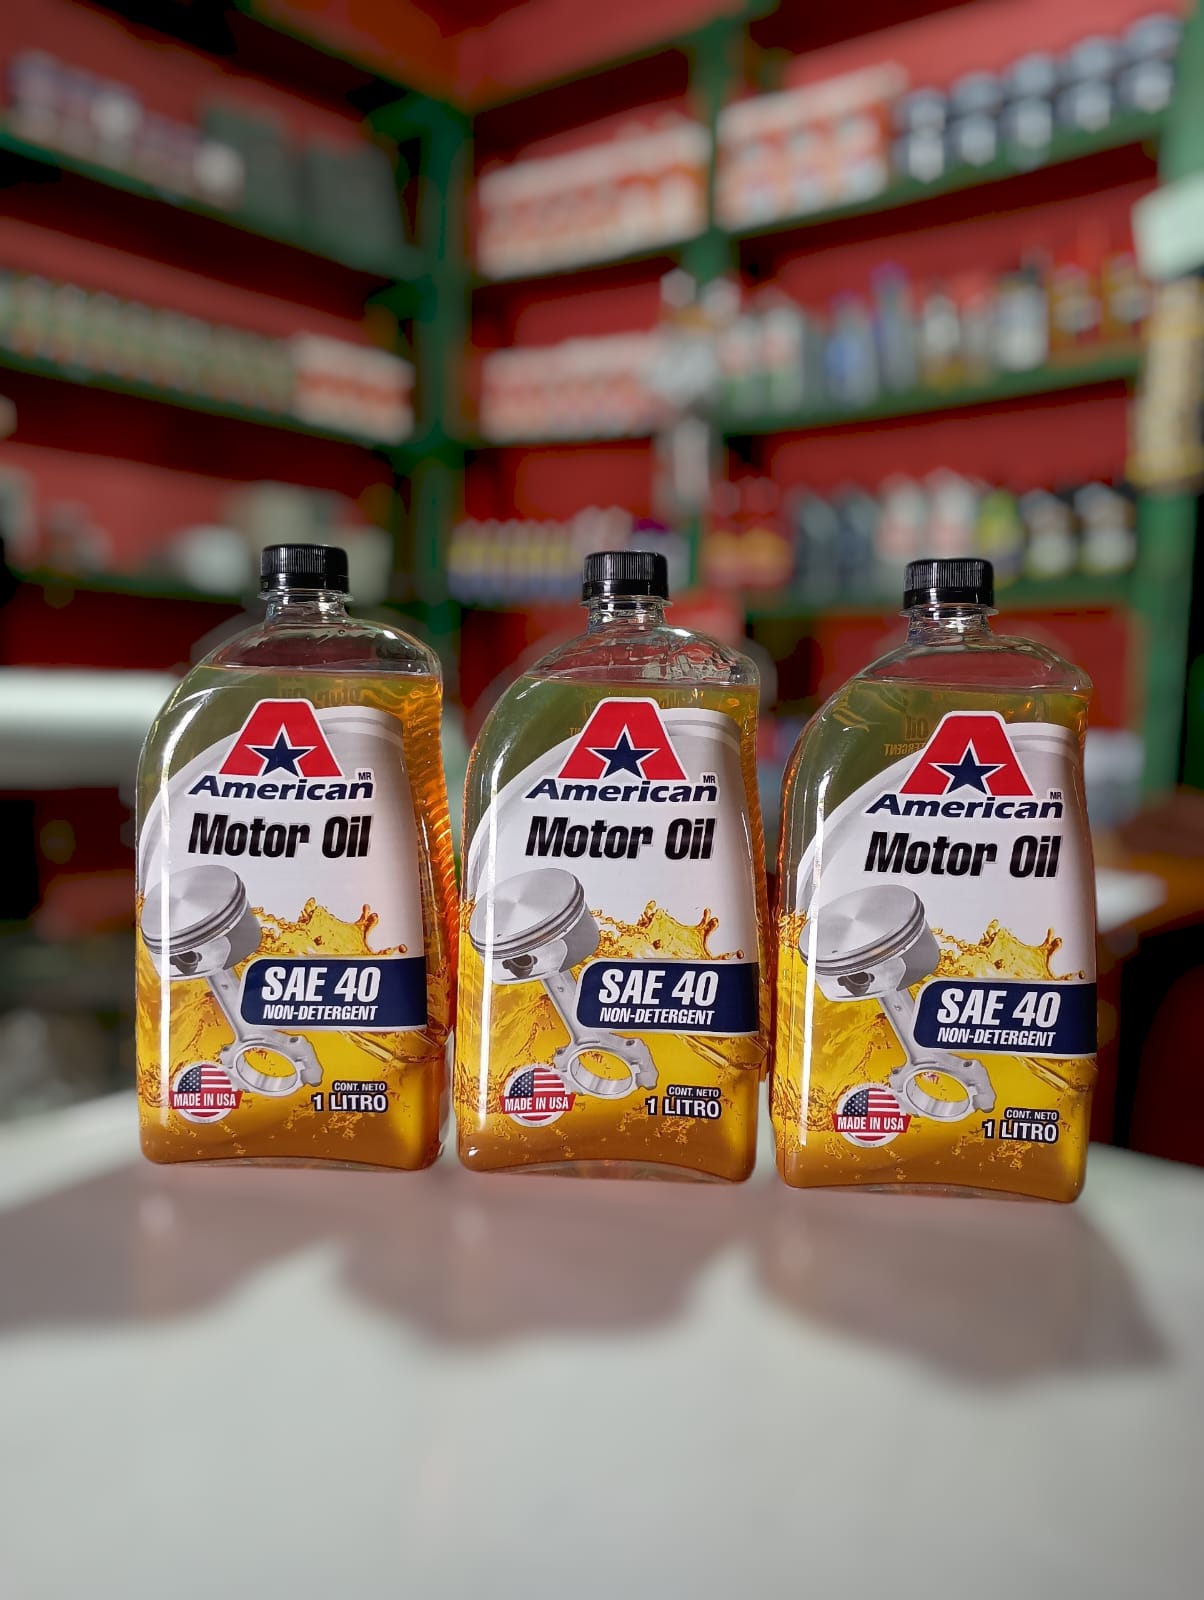 American MR
Motor Oil
SAE 40
NON-DETERGENT
MADE IN USA
CONT. NETO
1 LITRO
American MR
Motor Oil
SAE 40
NON-DETERGENT
MADE IN USA
CONT. NETO
1 LITRO
American MR
Motor Oil
SAE 40
NON-DETERGENT
MADE IN USA
CONT. NETO
1 LITRO